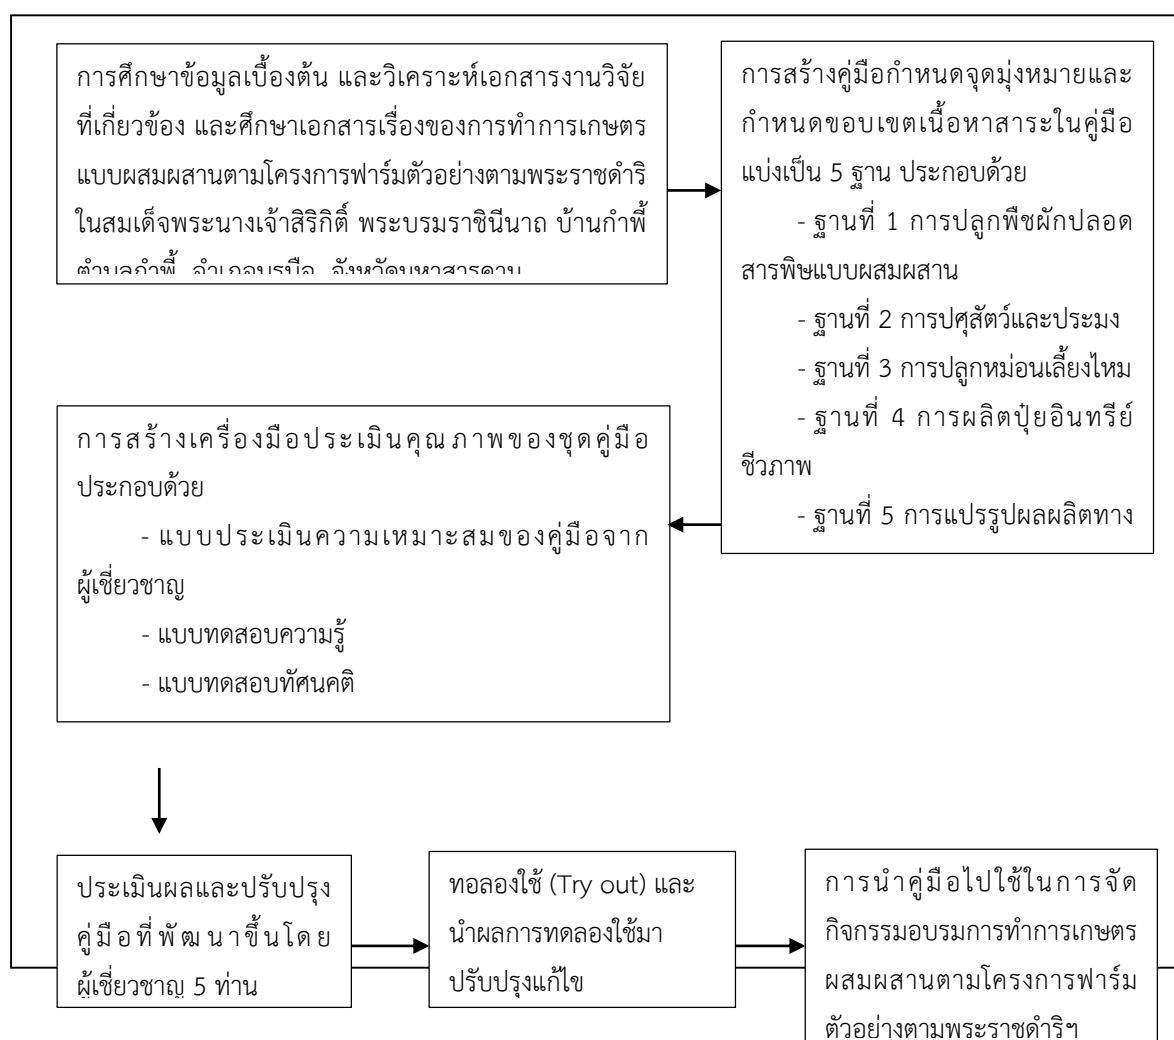 การศึกษาข้อมูลเบื้องต้น และวิเคราะห์เอกสารงานวิจัย
ที่เกี่ยวข้อง และศึกษาเอกสารเรื่องของการทำการเกษตร
แบบผสมผสานตามโครงการฟาร์มตัวอย่างตามพระราชดำริ
ในสมเด็จพระนางเจ้าสิริกิติ์ พระบรมราชินีนาถ บ้านกำพี้
ตำบลกำพี้ อำเภอบรบือ จังหวัดมหาสารคาม
การสร้างคู่มือกำหนดจุดมุ่งหมายและ
กำหนดขอบเขตเนื้อหาสาระในคู่มือ
แบ่งเป็น 5 ฐาน ประกอบด้วย
- ฐานที่ 1 การปลูกพืชผักปลอด
สารพิษแบบผสมผสาน
- ฐานที่ 2 การปศุสัตว์และประมง
- ฐานที่ 3 การปลูกหม่อนเลี้ยงไหม
- ฐานที่ 4 การผลิตปุ๋ยอินทรีย์
ชีวภาพ
- ฐานที่ 5 การแปรรูปผลผลิตทาง
การสร้างเครื่องมือประเมินคุณภาพของชุดคู่มือ
ประกอบด้วย
- แบบประเมินความเหมาะสมของคู่มือจาก
ผู้เชี่ยวชาญ
- แบบทดสอบความรู้
- แบบทดสอบทัศนคติ
ประเมินผลและปรับปรุง
คู่มือที่พัฒนาขึ้นโดย
ผู้เชี่ยวชาญ 5 ท่าน
ทอลองใช้ (Try out) และ
นำผลการทดลองใช้มา
ปรับปรุงแก้ไข
การนำคู่มือไปใช้ในการจัด
กิจกรรมอบรมการทำการเกษตร
ผสมผสานตามโครงการฟาร์ม
ตัวอย่างตามพระราชดำริฯ